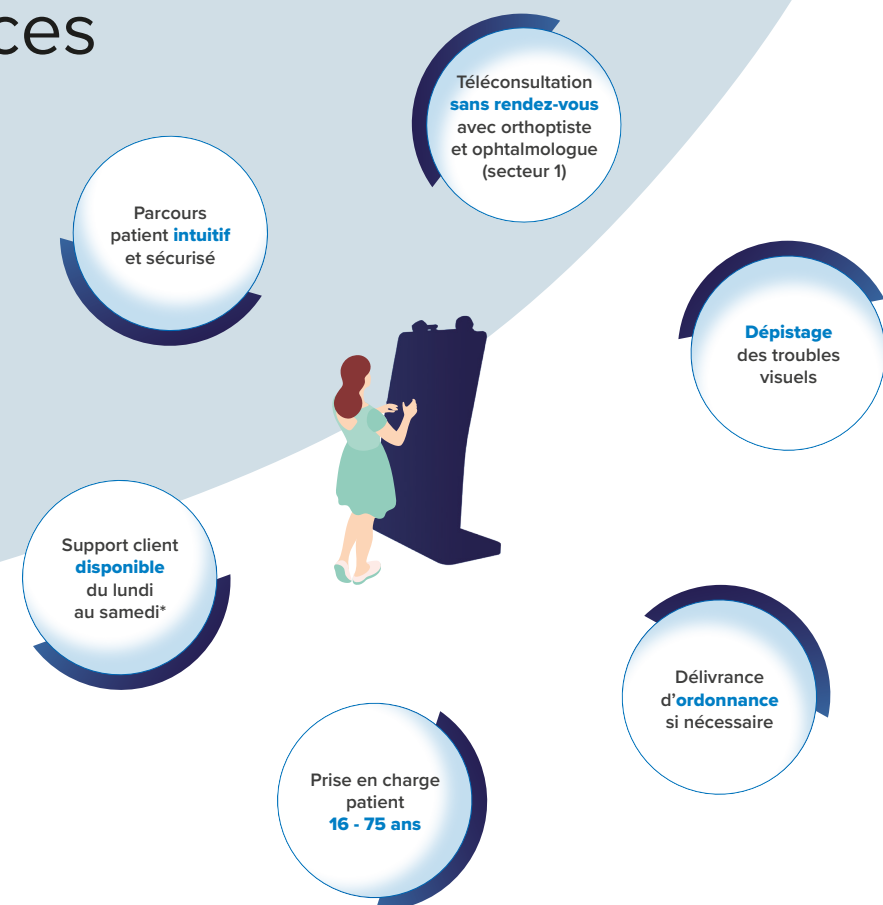 ces
Téléconsultation
sans rendez-vous
avec orthoptiste
et ophtalmologue
(secteur 1)
Parcours
patient intuitif
et sécurisé
Dépistage
des troubles
visuels
Support client
disponible
du lundi
au samedi*
Délivrance
d'ordonnance
si nécessaire
Prise en charge
patient
16 - 75 ans